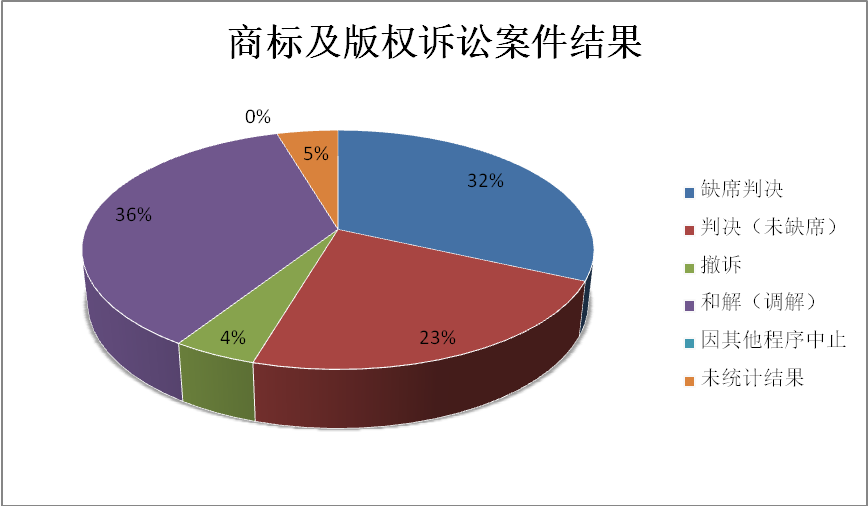 商标及版权诉讼案件结果
0%
5%
32%
36%
4%
23%
缺席判决
判决（未缺席）
撤诉
和解（调解）
因其他程序中止
未统计结果